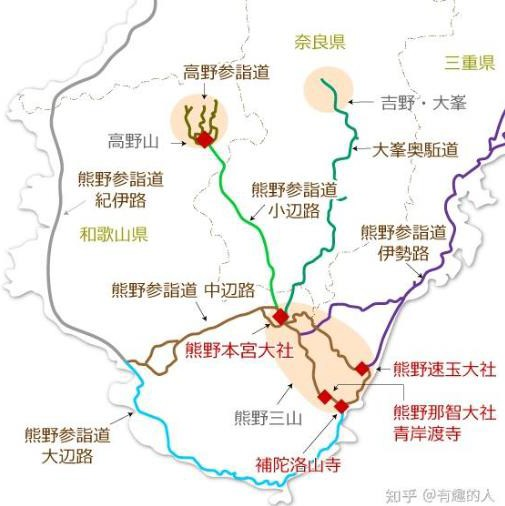 奈良県
高野参詣道
三重県
吉野・大峯
高野山
大峯奥駈道
熊野参詣道
紀伊路
熊野参詣道
小辺路
和歌山県
熊野参詣道
伊勢路
熊野参詣道 中辺路
熊野本宮大社
熊野速玉大社
熊野三山
熊野那智大社
青岸渡寺
熊野参詣道
大辺路
補陀洛山寺
知乎 @有趣的人